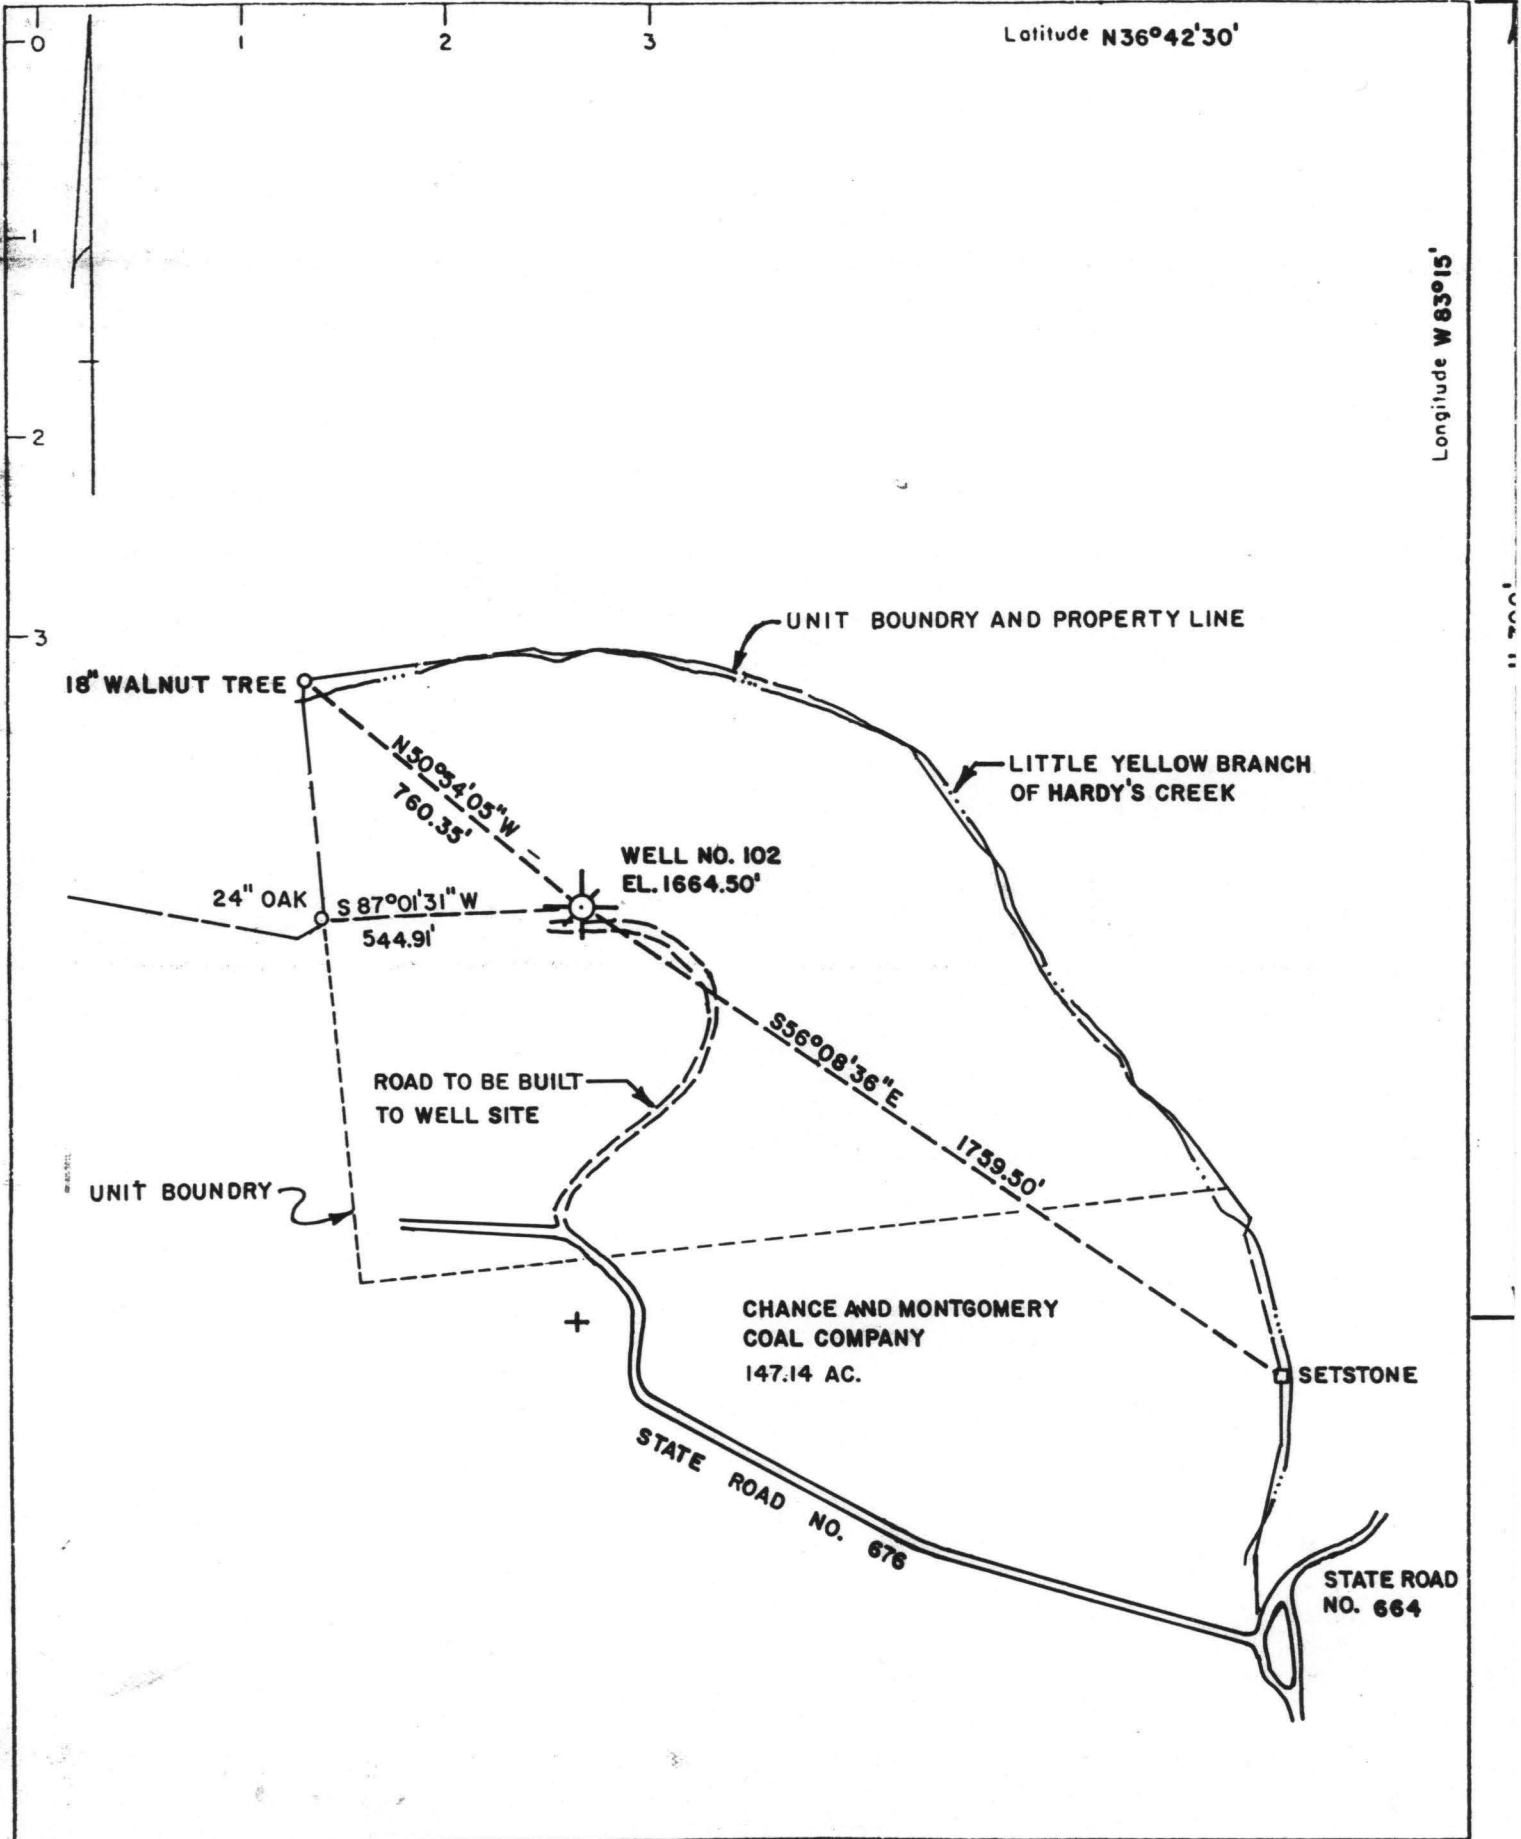 0
1
2
3
Latitude N36°42'30'
1
Longitude W83°15'
2
3
UNIT BOUNDRY AND PROPERTY LINE
18" WALNUT TREE
N50°54'05"W
760.35'
LITTLE YELLOW BRANCH
OF HARDY'S CREEK
WELL NO. 102
EL. 1664.50'
24" OAK
S 87°01'31" W
544.91'
S56°08'36"E
1759.50'
ROAD TO BE BUILT
TO WELL SITE
UNIT BOUNDRY
CHANCE AND MONTGOMERY
COAL COMPANY
147.14 AC.
SETSTONE
STATE ROAD NO. 676
STATE ROAD
NO. 664